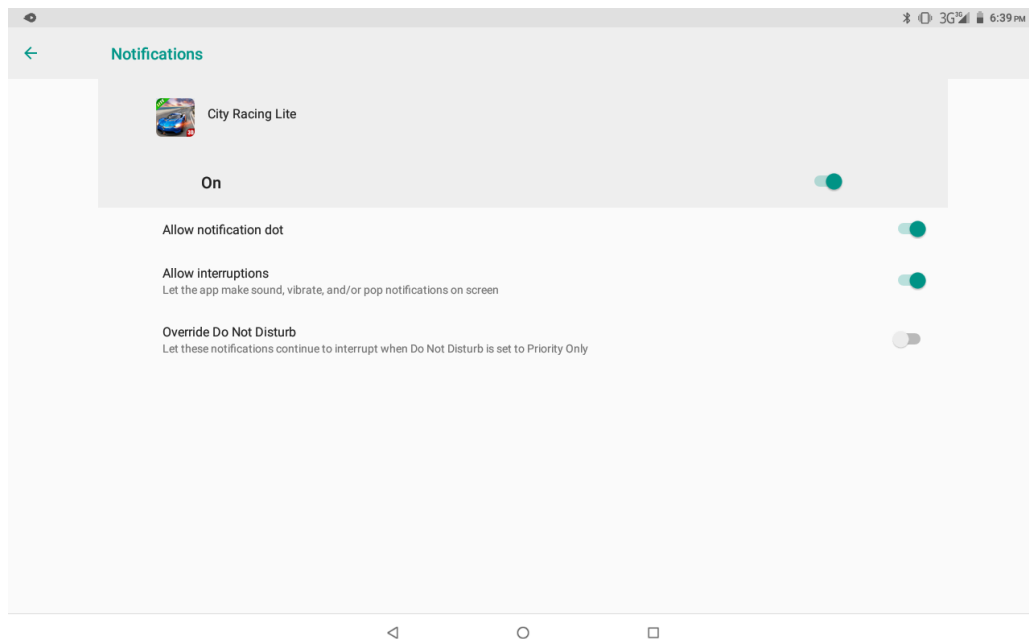 3G 3G 6:39 PM
Notifications
City Racing Lite
On
Allow notification dot
Allow interruptions
Let the app make sound, vibrate, and/or pop notifications on screen
Override Do Not Disturb
Let these notifications continue to interrupt when Do Not Disturb is set to Priority Only